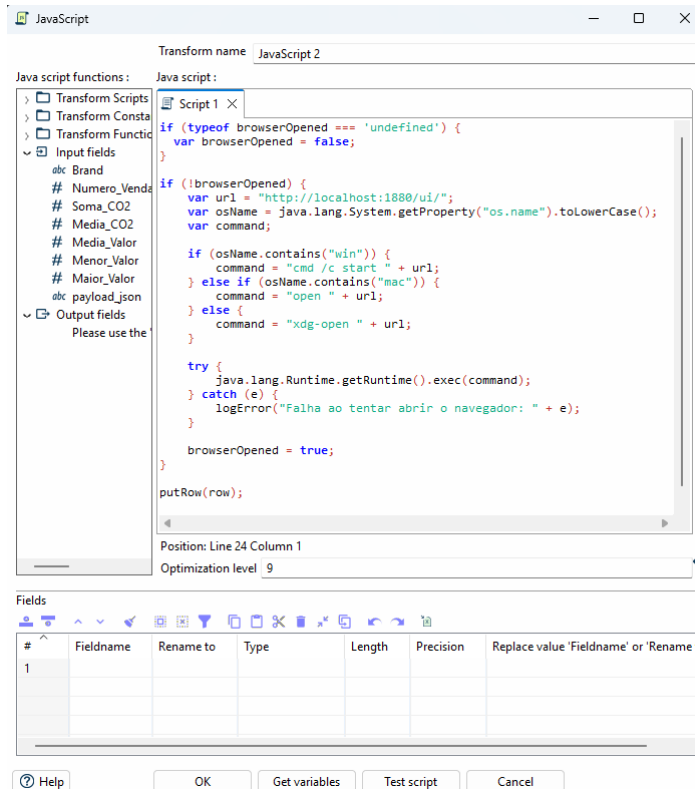 JavaScript
Transform name JavaScript 2
Java script functions :
Java script :
Transform Scripts
Transform Consta
Transform Functic
Input fields
abc Brand
# Numero_Venda
# Soma_CO2
# Media_CO2
# Media_Valor
# Menor_Valor
# Maior_Valor
abc payload_json
Output fields
Please use the '
Script 1
if (typeof browserOpened === 'undefined') {
  var browserOpened = false;
}
if (!browserOpened) {
    var url = "http://localhost:1880/ui/";
    var osName = java.lang.System.getProperty("os.name").toLowerCase();
    var command;
    if (osName.contains("win")) {
        command = "cmd /c start " + url;
    } else if (osName.contains("mac")) {
        command = "open " + url;
    } else {
        command = "xdg-open " + url;
    }
    try {
        java.lang.Runtime.getRuntime().exec(command);
    } catch (e) {
        logError("Falha ao tentar abrir o navegador: " + e);
    }
    browserOpened = true;
}
putRow(row);
Position: Line 24 Column 1
Optimization level 9
Fields
# Fieldname Rename to Type Length Precision Replace value 'Fieldname' or 'Rename
1
Help OK Get variables Test script Cancel